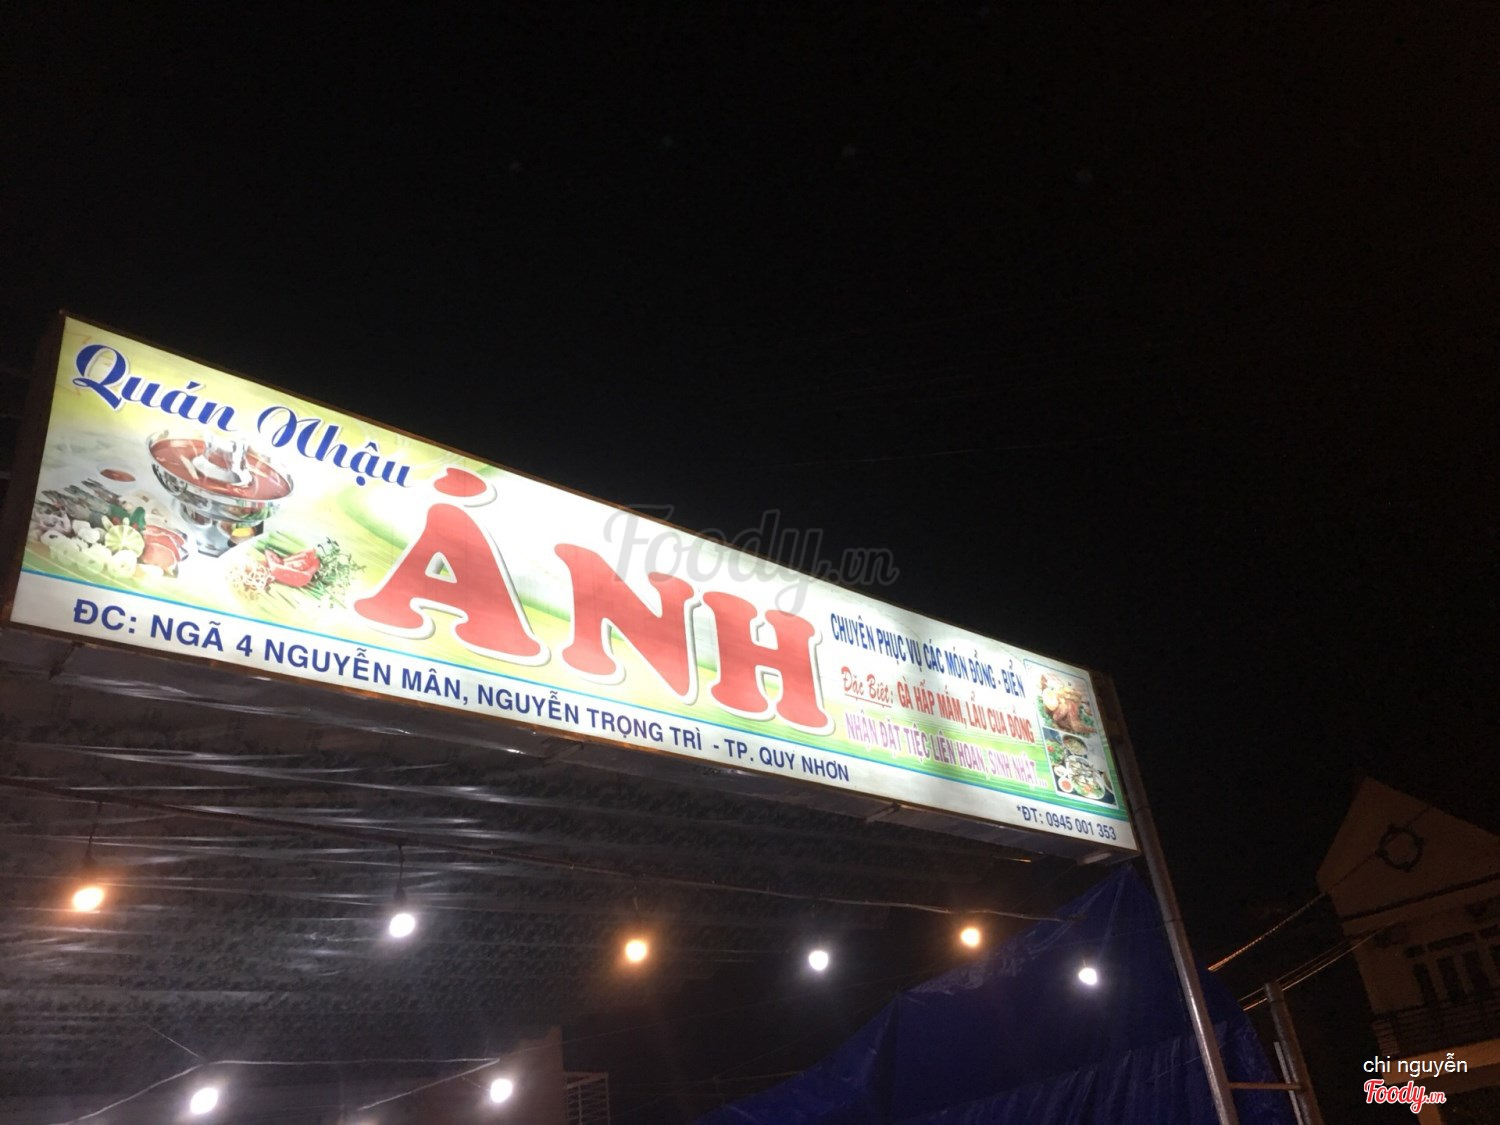 Quán Nhậu
ÁNH
CHUYÊN PHỤC VỤ CÁC MÓN ĐỒNG - BIỂN
Đặc Biệt: GÀ HẤP MẮM, LẨU CUA ĐỒNG
NHẬN ĐẶT TIỆC LIÊN HOAN, SINH NHẬT...
ĐC: NGÃ 4 NGUYỄN MÂN, NGUYỄN TRỌNG TRÌ - TP. QUY NHƠN
*ĐT: 0945 001 353
Foody.vn
chi nguyễn
Foody.vn